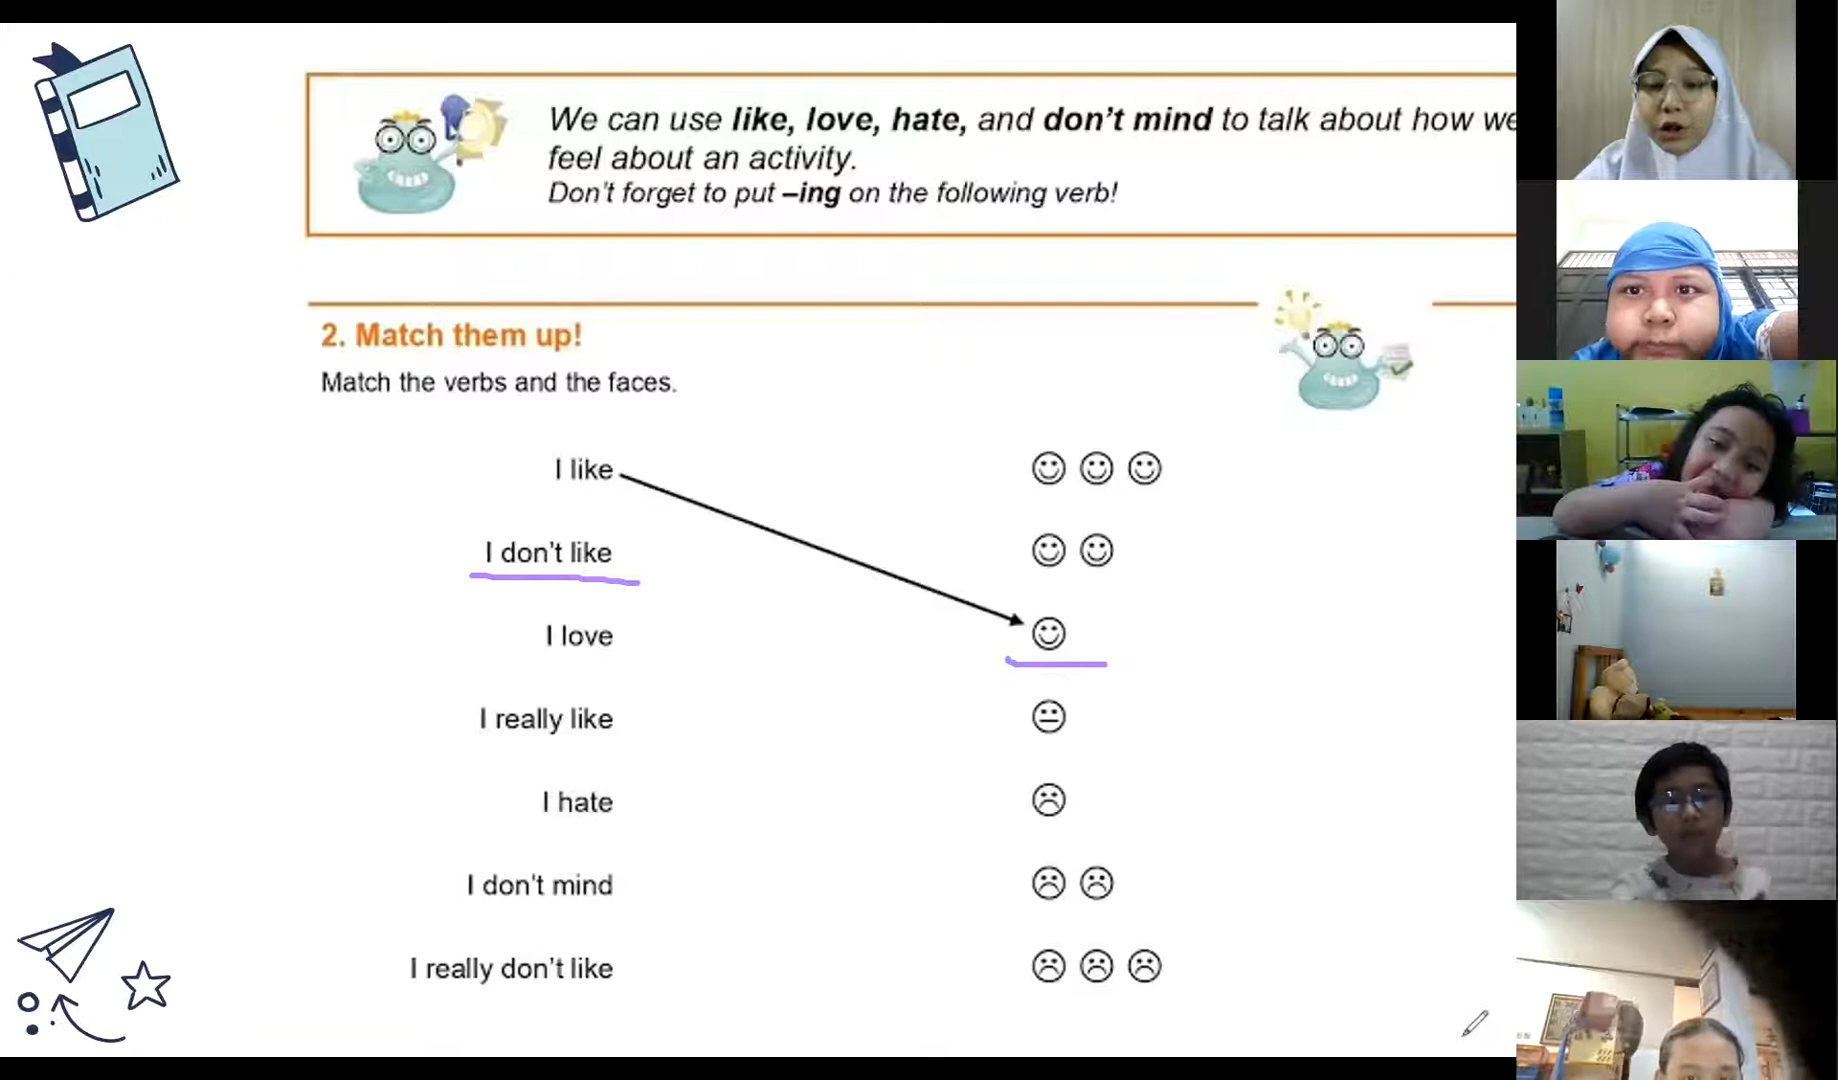 We can use like, love, hate, and don't mind to talk about how we
feel about an activity.
Don't forget to put –ing on the following verb!
2. Match them up!
Match the verbs and the faces.
I like
I don't like
I love
I really like
I hate
I don't mind
I really don't like